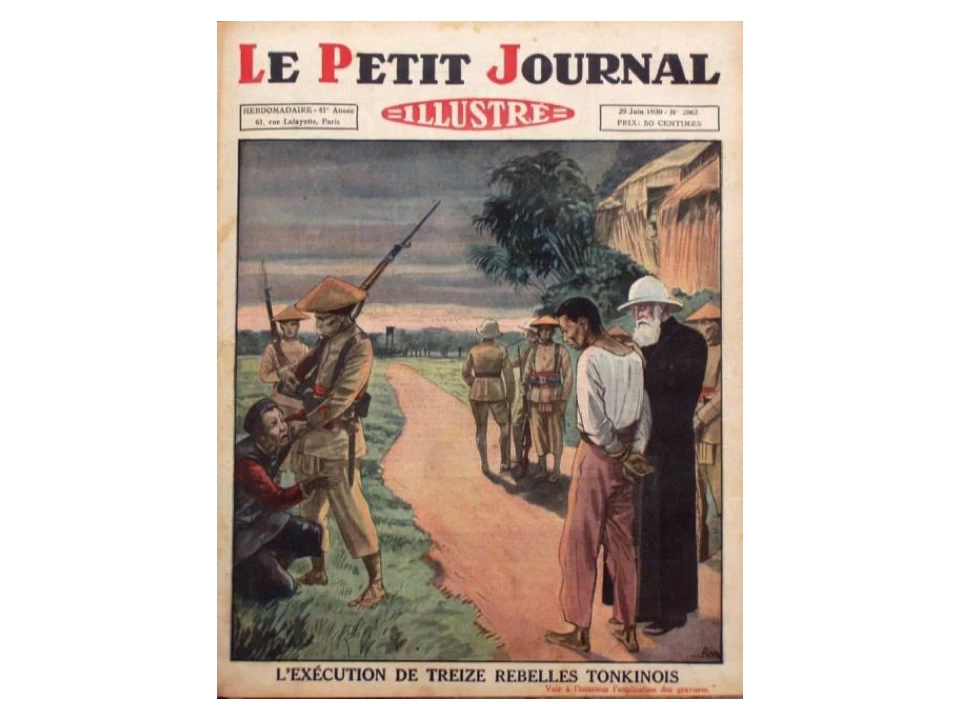 LE PETIT JOURNAL
HEBDOMADAIRE - 41e Année
61, rue Lafayette, Paris
ILLUSTRÉ
29 Juin 1930 - N° 2062
PRIX: 50 CENTIMES
L'EXÉCUTION DE TREIZE REBELLES TONKINOIS
Voir à l'intérieur l'explication des gravures.